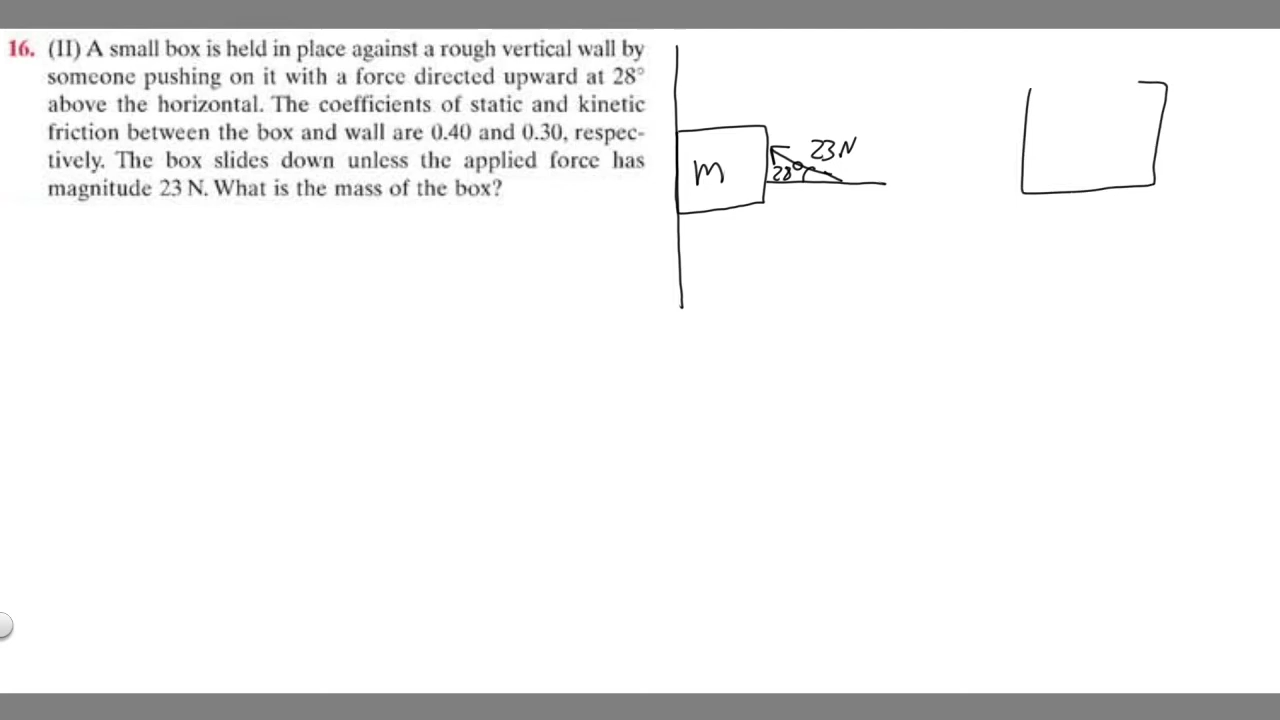 16. (II) A small box is held in place against a rough vertical wall by
someone pushing on it with a force directed upward at 28°
above the horizontal. The coefficients of static and kinetic
friction between the box and wall are 0.40 and 0.30, respec-
tively. The box slides down unless the applied force has
magnitude 23 N. What is the mass of the box?
23N
m
28°